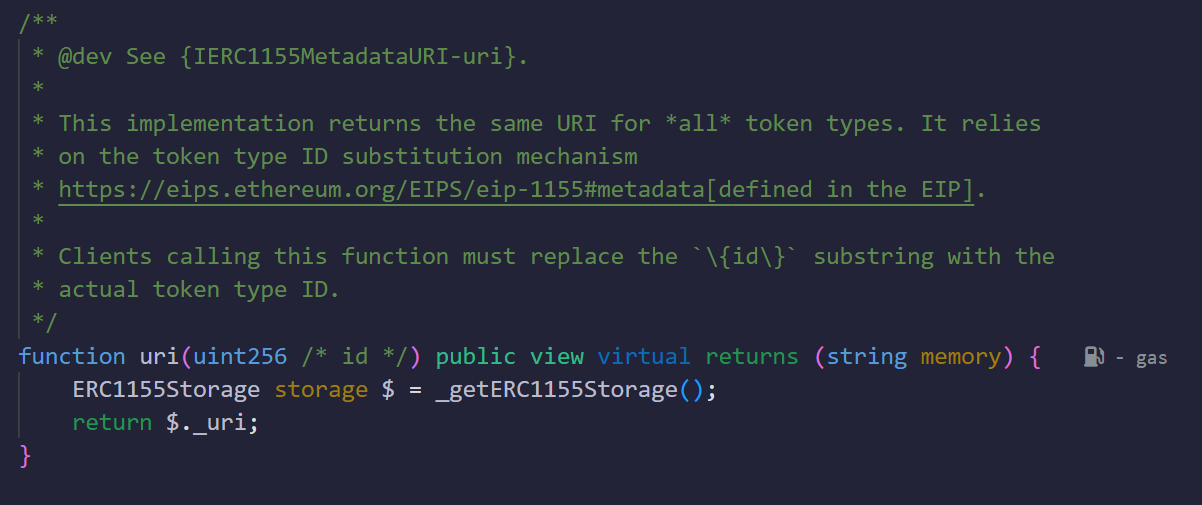 /**
 * @dev See {IERC1155MetadataURI-uri}.
 *
 * This implementation returns the same URI for *all* token types. It relies
 * on the token type ID substitution mechanism
 * https://eips.ethereum.org/EIPS/eip-1155#metadata[defined in the EIP].
 *
 * Clients calling this function must replace the `\{id\}` substring with the
 * actual token type ID.
 */
function uri(uint256 /* id */) public view virtual returns (string memory) { - gas
    ERC1155Storage storage $ = _getERC1155Storage();
    return $._uri;
}